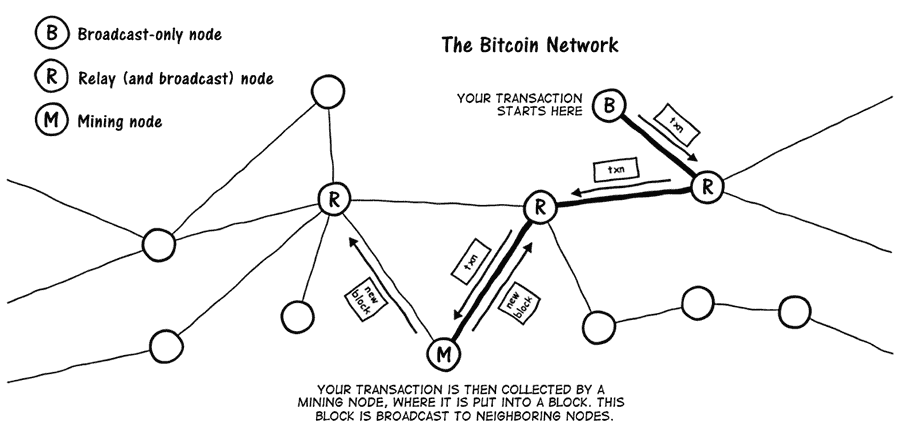 B Broadcast-only node
R Relay (and broadcast) node
M Mining node
The Bitcoin Network
YOUR TRANSACTION
STARTS HERE
B
txn
txn
R
R
R
txn
new
block
new
block
M
YOUR TRANSACTION IS THEN COLLECTED BY A
MINING NODE, WHERE IT IS PUT INTO A BLOCK. THIS
BLOCK IS BROADCAST TO NEIGHBORING NODES.